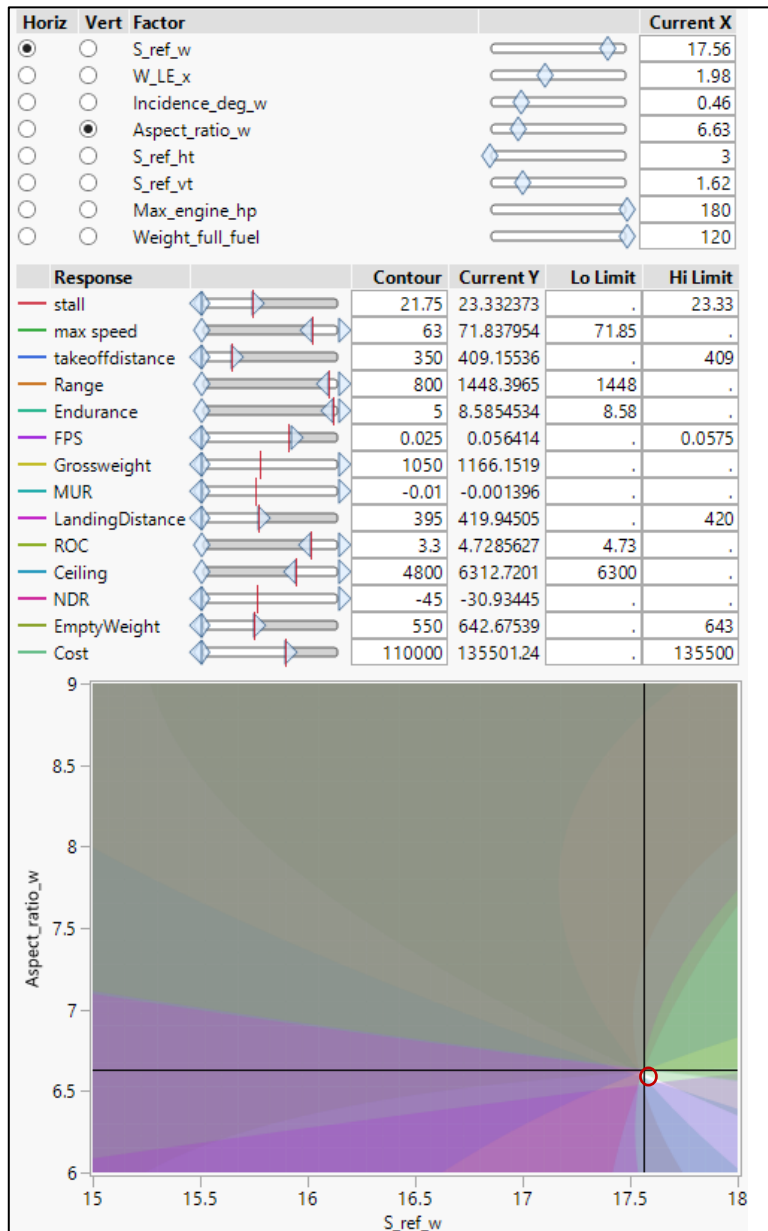 Horiz Vert Factor Current X
S_ref_w 17.56
W_LE_x 1.98
Incidence_deg_w 0.46
Aspect_ratio_w 6.63
S_ref_ht 3
S_ref_vt 1.62
Max_engine_hp 180
Weight_full_fuel 120
Response Contour Current Y Lo Limit Hi Limit
stall 21.75 23.332373 . 23.33
max speed 63 71.837954 71.85 .
takeoffdistance 350 409.15536 . 409
Range 800 1448.3965 1448 .
Endurance 5 8.5854534 8.58 .
FPS 0.025 0.056414 . 0.0575
Grossweight 1050 1166.1519 . .
MUR -0.01 -0.001396 . .
LandingDistance 395 419.94505 . 420
ROC 3.3 4.7285627 4.73 .
Ceiling 4800 6312.7201 6300 .
NDR -45 -30.93445 . .
EmptyWeight 550 642.67539 . 643
Cost 110000 135501.24 . 135500
9
8.5
8
7.5
7
6.5
6
Aspect_ratio_w
15 15.5 16 16.5 17 17.5 18
S_ref_w